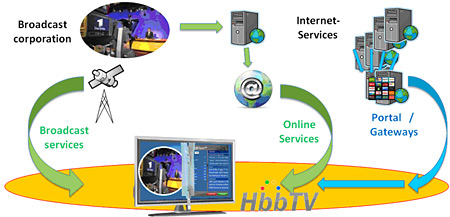 Broadcast
corporation
Internet-
Services
@
Broadcast
services
Online
Services
Portal /
Gateways
HbbTV